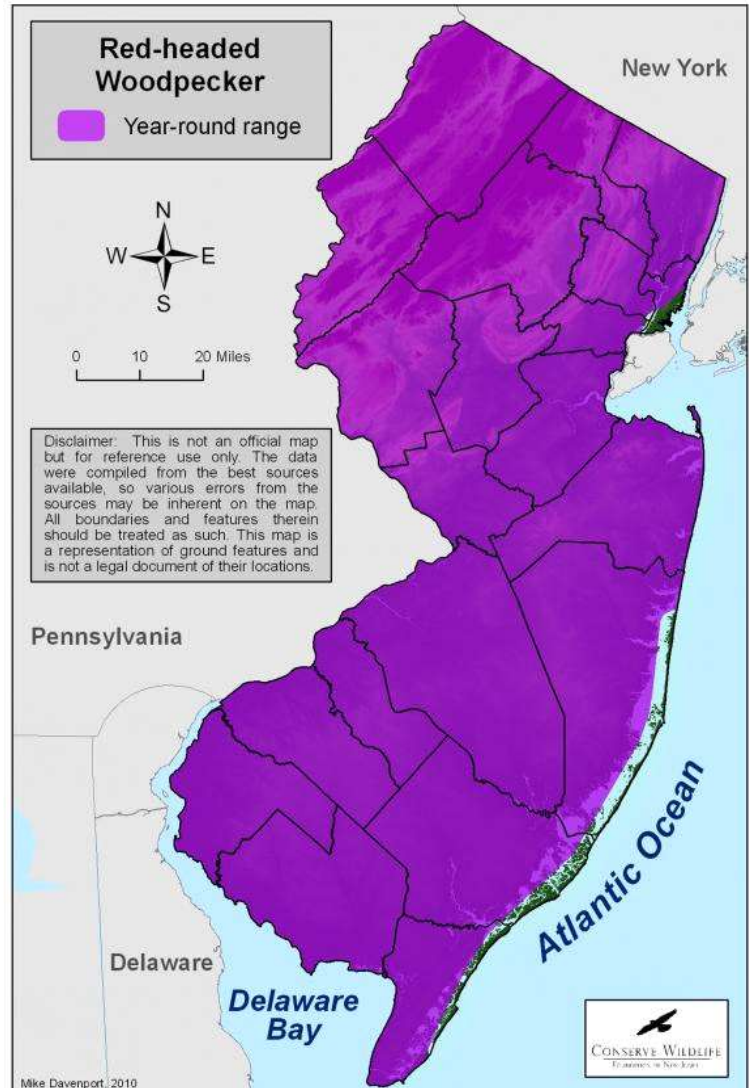 Red-headed
Woodpecker
Year-round range
New York
N
W
E
S
0 10 20 Miles
Disclaimer: This is not an official map
but for reference use only. The data
were compiled from the best sources
available, so various errors from the
sources may be inherent on the map.
All boundaries and features therein
should be treated as such. This map is
a representation of ground features and
is not a legal document of their locations.
Pennsylvania
Atlantic Ocean
Delaware
Delaware
Bay
CONSERVE WILDLIFE
FOUNDATION OF NEW JERSEY
Mike Davenport, 2010